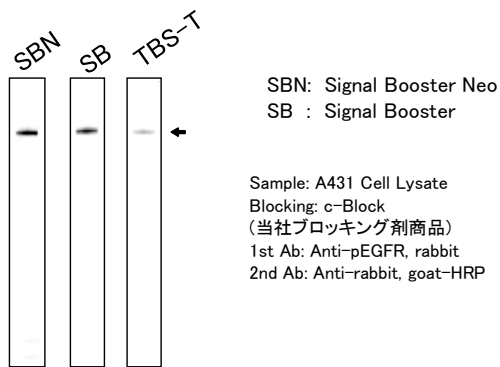 SBN SB TBS-T
SBN: Signal Booster Neo
SB : Signal Booster
Sample: A431 Cell Lysate
Blocking: c-Block
(当社ブロッキング剤商品)
1st Ab: Anti-pEGFR, rabbit
2nd Ab: Anti-rabbit, goat-HRP